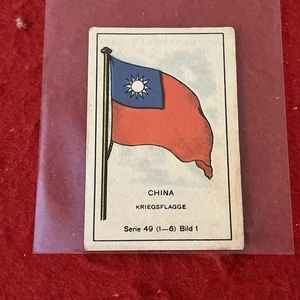 CHINA
KRIEGSFLAGGE
Serie 49 (1—6) Bild 1